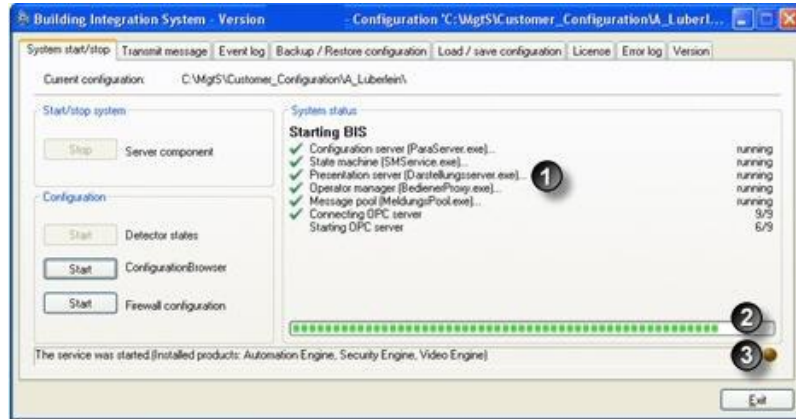 Building Integration System - Version - Configuration 'C:\MgtS\Customer_Configuration\A_Luberl...
System start/stop Transmit message Event log Backup / Restore configuration Load / save configuration License Error log Version
Current configuration: C:\MgtS\Customer_Configuration\A_Luberlein\
Start/stop system
Stop Server component
Configuration
Start Detector states
Start ConfigurationBrowser
Start Firewall configuration
System status
Starting BIS
Configuration server (ParaServer.exe)... running
State machine (SMService.exe)... running
Presentation server (Darstellungsserver.exe)... running
1
Operator manager (BedienerProxy.exe)... running
Message pool (MeldungsPool.exe)... running
Connecting OPC server 9/9
Starting OPC server 6/9
2
The service was started.(Installed products: Automation Engine, Security Engine, Video Engine)
3
Exit